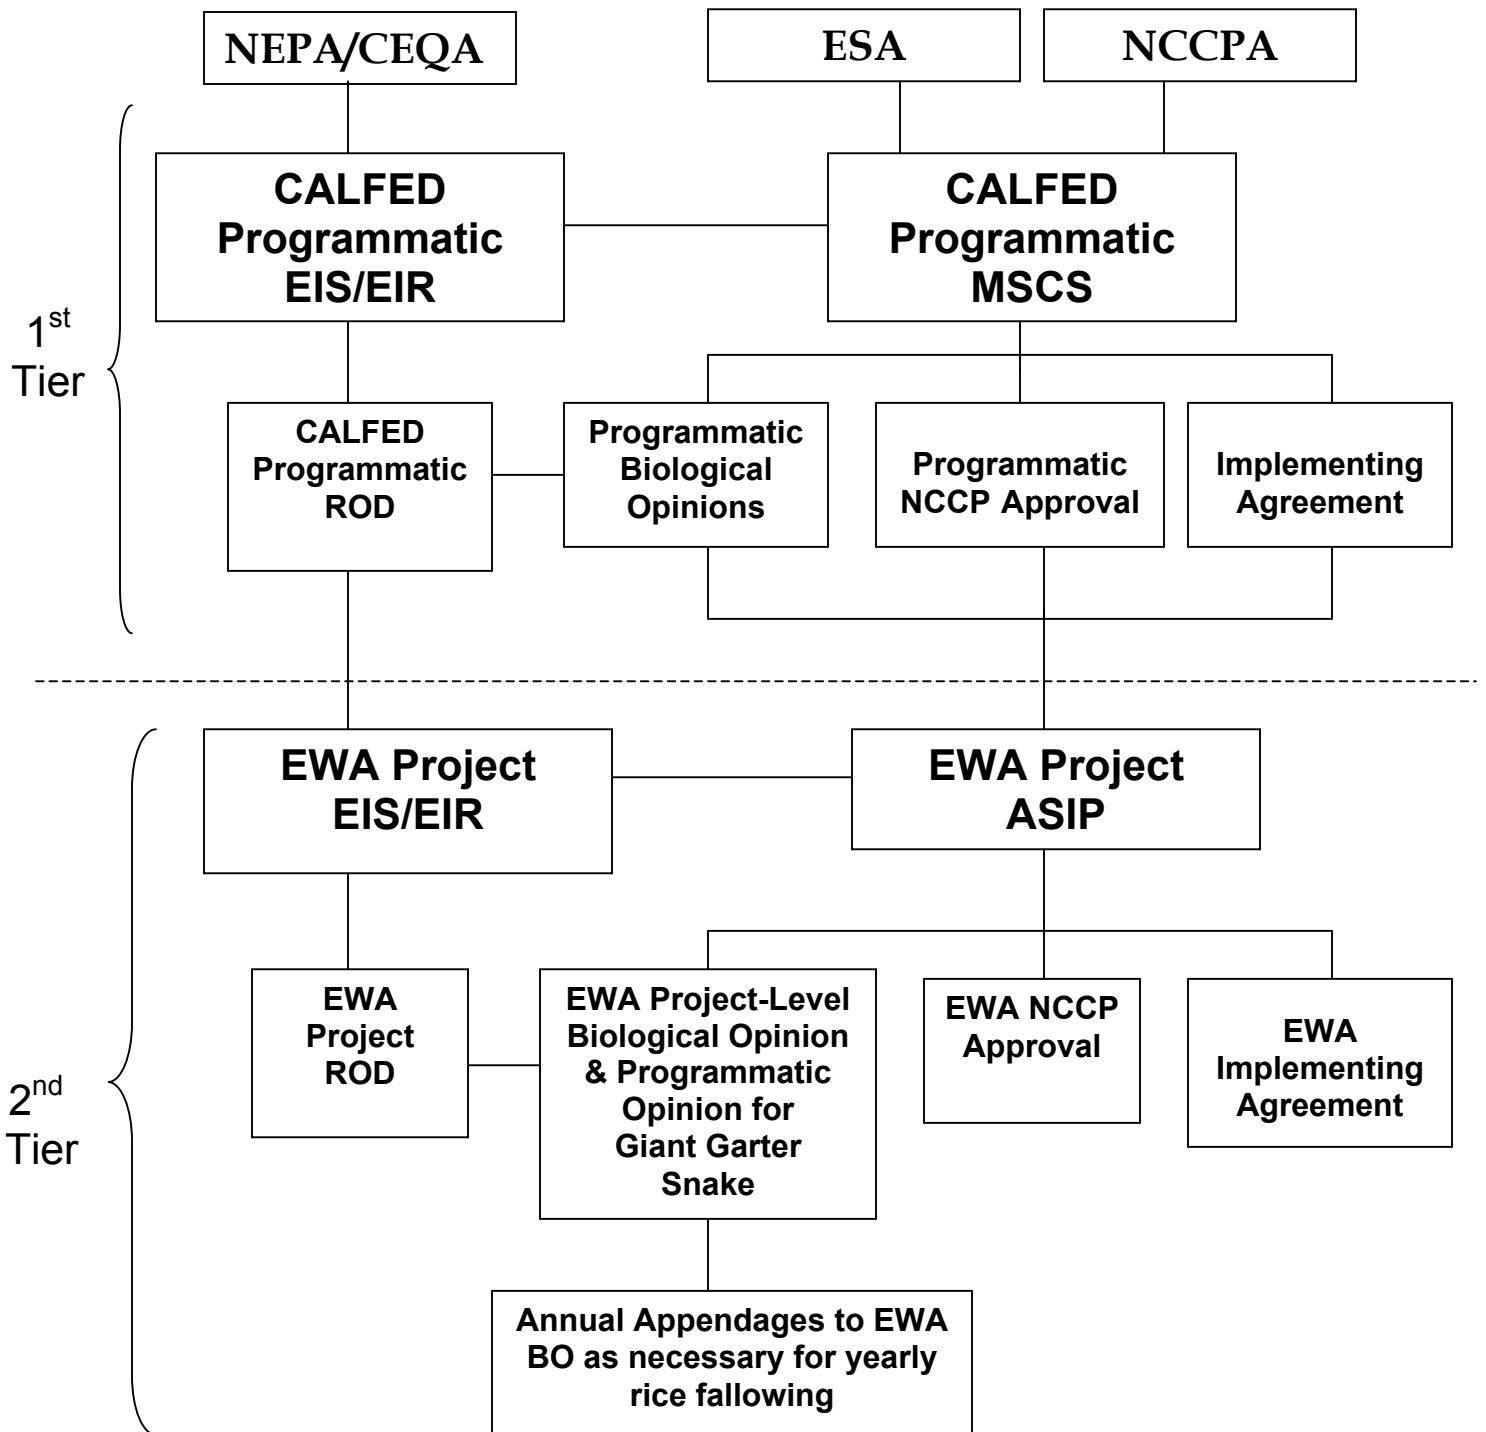 NEPA/CEQA
ESA
NCCPA
CALFED
Programmatic
EIS/EIR
CALFED
Programmatic
MSCS
1st
Tier
CALFED
Programmatic
ROD
Programmatic
Biological
Opinions
Programmatic
NCCP Approval
Implementing
Agreement
EWA Project
EIS/EIR
EWA Project
ASIP
2nd
Tier
EWA
Project
ROD
EWA Project-Level
Biological Opinion
& Programmatic
Opinion for
Giant Garter
Snake
EWA NCCP
Approval
EWA
Implementing
Agreement
Annual Appendages to EWA
BO as necessary for yearly
rice fallowing